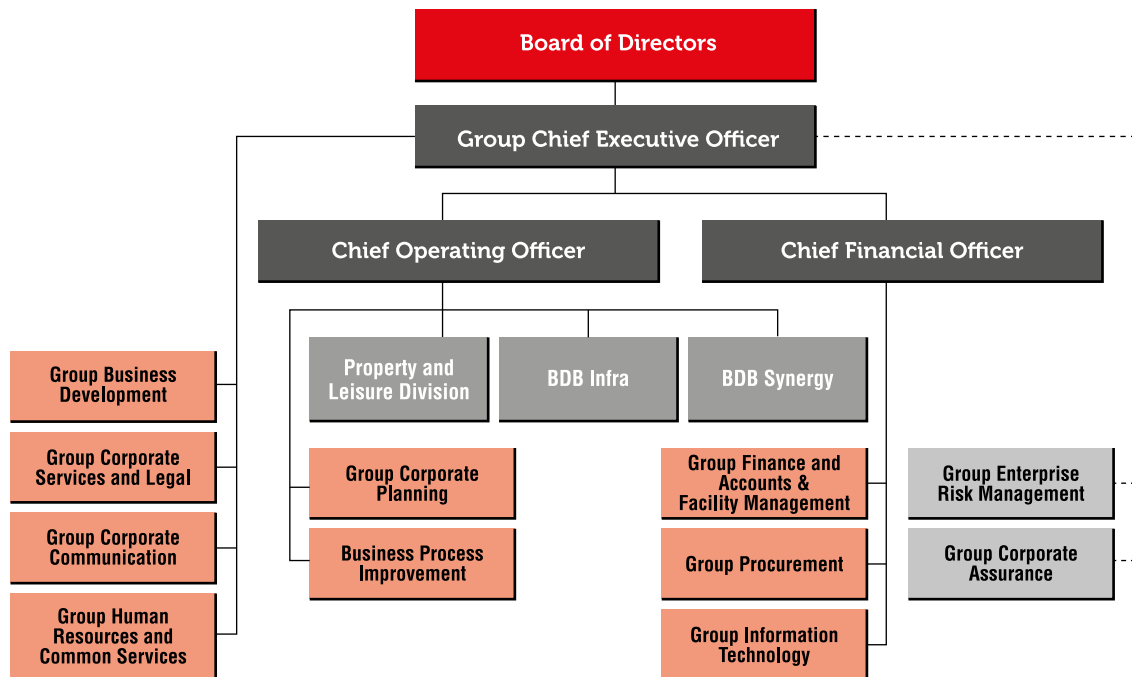 Board of Directors
Group Chief Executive Officer
Chief Operating Officer
Chief Financial Officer
Group Business
Development
Group Corporate
Services and Legal
Group Corporate
Communication
Group Human
Resources and
Common Services
Property and
Leisure Division
BDB Infra
BDB Synergy
Group Corporate
Planning
Business Process
Improvement
Group Finance and
Accounts &
Facility Management
Group Procurement
Group Information
Technology
Group Enterprise
Risk Management
Group Corporate
Assurance